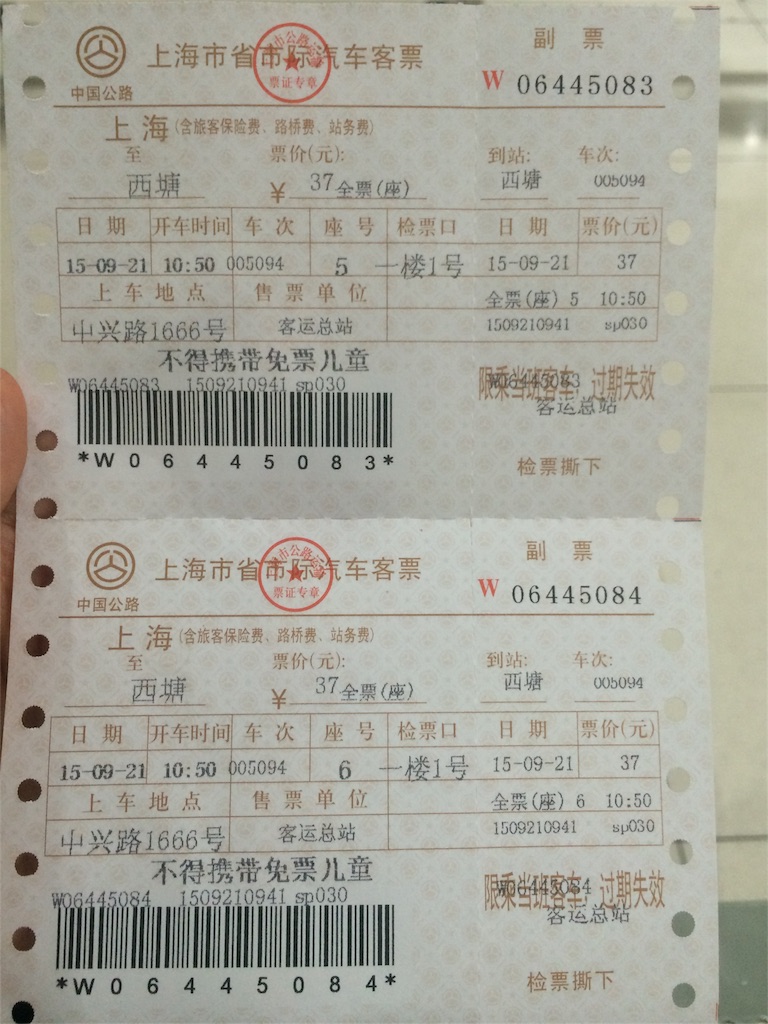 上海市省市际汽车客票
副 票
中国公路
票证专章
W 06445083
上海(含旅客保险费、路桥费、站务费)
至 票价(元): 到站: 车次:
西塘 ¥ 37全票(座) 西塘 005094
日 期 开车时间 车 次 座 号 检票口 日 期 票价(元)
15-09-21 10:50 005094 5 一楼1号 15-09-21 37
上 车 地 点 售 票 单 位 全票(座) 5 10:50
中兴路1666号 客运总站 1509210941 sp030
不得携带免票儿童
W06445083 1509210941 sp030 W06445083
限乘当班客车,过期失效
客运总站
*W06445083*
检票撕下
上海市省市际汽车客票
副 票
中国公路
票证专章
W 06445084
上海(含旅客保险费、路桥费、站务费)
至 票价(元): 到站: 车次:
西塘 ¥ 37全票(座) 西塘 005094
日 期 开车时间 车 次 座 号 检票口 日 期 票价(元)
15-09-21 10:50 005094 6 一楼1号 15-09-21 37
上 车 地 点 售 票 单 位 全票(座) 6 10:50
中兴路1666号 客运总站 1509210941 sp030
不得携带免票儿童
W06445084 1509210941 sp030 W06445084
限乘当班客车,过期失效
客运总站
*W06445084*
检票撕下